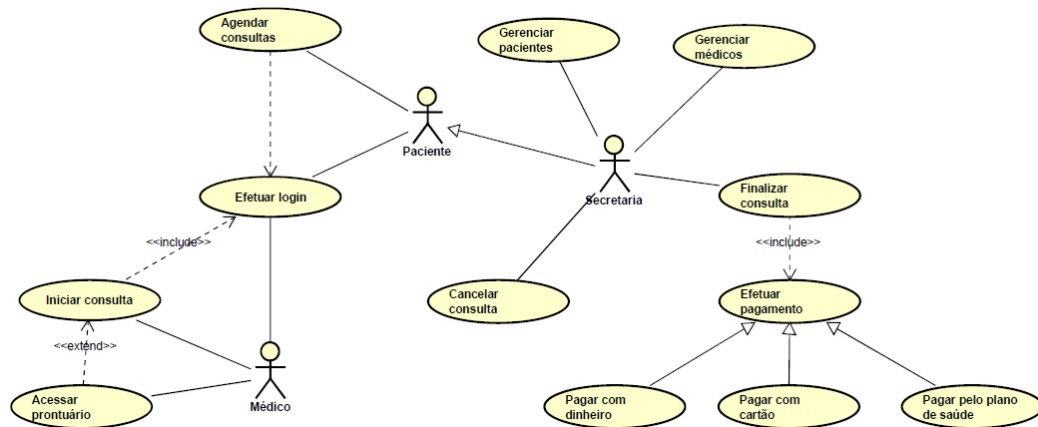 Agendar
consultas
Gerenciar
pacientes
Gerenciar
médicos
Paciente
Efetuar login
Secretaria
Finalizar
consulta
<<include>>
<<include>>
Iniciar consulta
Cancelar
consulta
Efetuar
pagamento
<<extend>>
Acessar
prontuário
Médico
Pagar com
dinheiro
Pagar com
cartão
Pagar pelo plano
de saúde